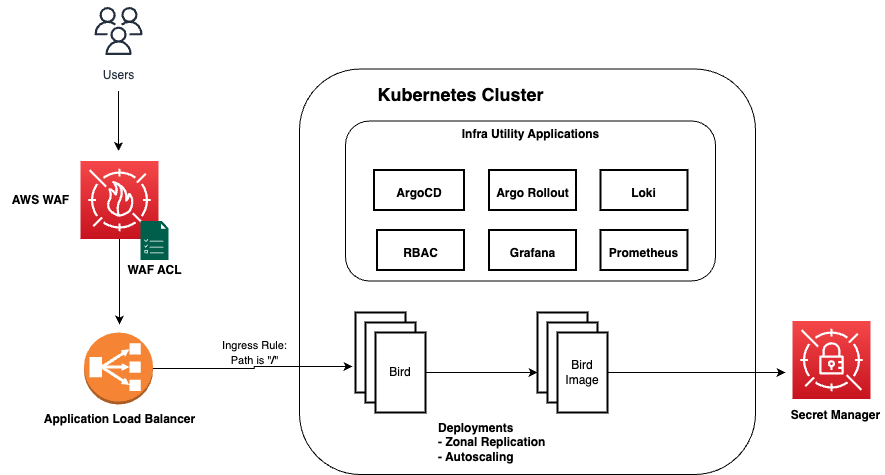 Users
Kubernetes Cluster
Infra Utility Applications
AWS WAF
ArgoCD
Argo Rollout
Loki
RBAC
Grafana
Prometheus
WAF ACL
Ingress Rule:
Path is "/"
Bird
Bird
Image
Application Load Balancer
Secret Manager
Deployments
- Zonal Replication
- Autoscaling